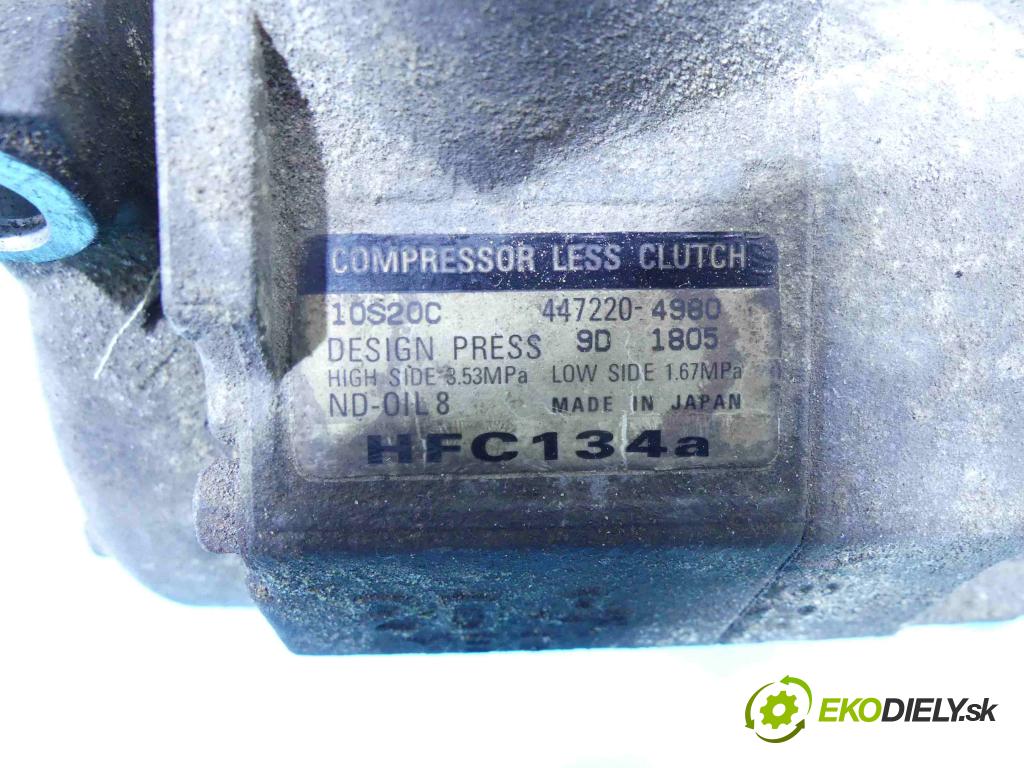 COMPRESSOR LESS CLUTCH
10S20C 447220-4980
DESIGN PRESS 9D 1805
HIGH SIDE 3.53MPa LOW SIDE 1.67MPa
ND-OIL 8 MADE IN JAPAN
HFC134a
EKODIELY.sk